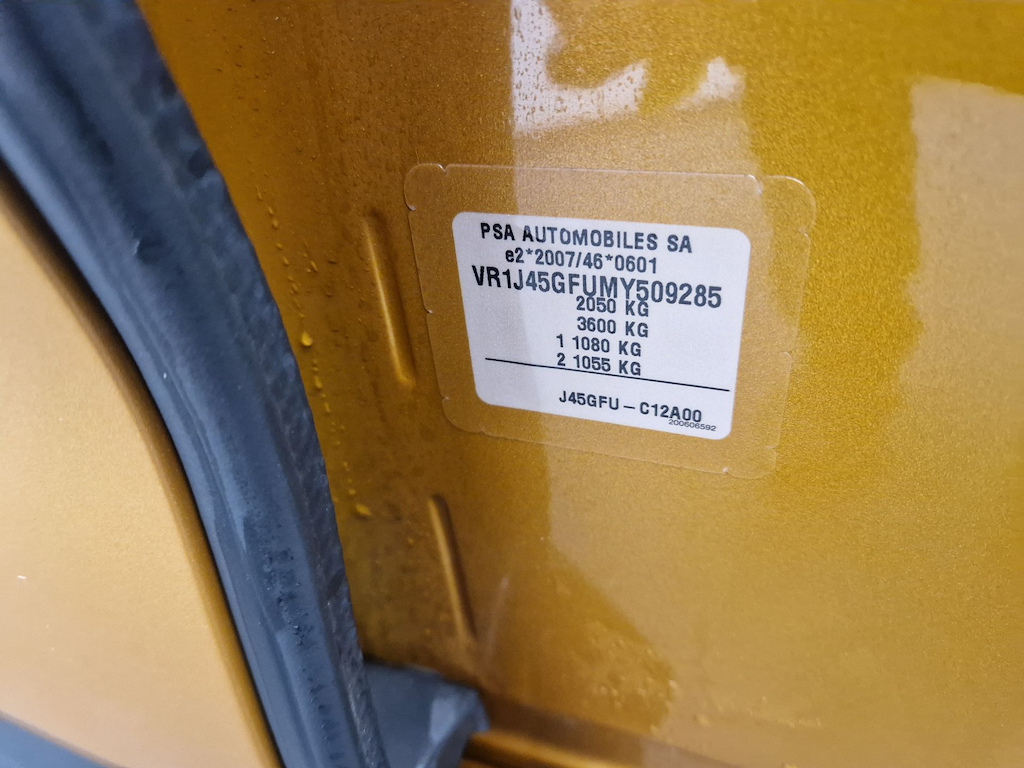 PSA AUTOMOBILES SA
e2*2007/46*0601
VR1J45GFUMY509285
2050 KG
3600 KG
1 1080 KG
2 1055 KG
J45GFU - C12A00
200606592